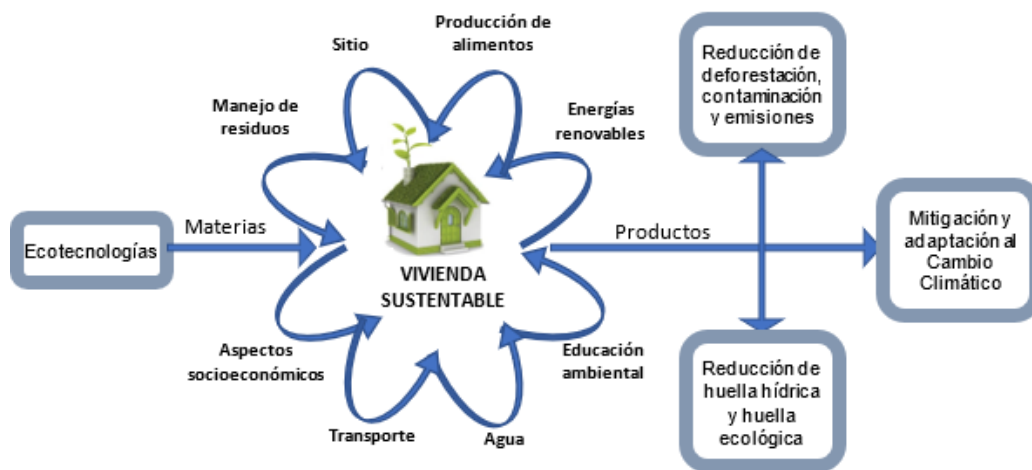 Sitio
Producción de
alimentos
Manejo de
residuos
Energías
renovables
Ecotecnologías
Materias
VIVIENDA
SUSTENTABLE
Aspectos
socioeconómicos
Transporte
Agua
Educación
ambiental
Productos
Reducción de
deforestación,
contaminación
y emisiones
Mitigación y
adaptación al
Cambio
Climático
Reducción de
huella hídrica
y huella
ecológica